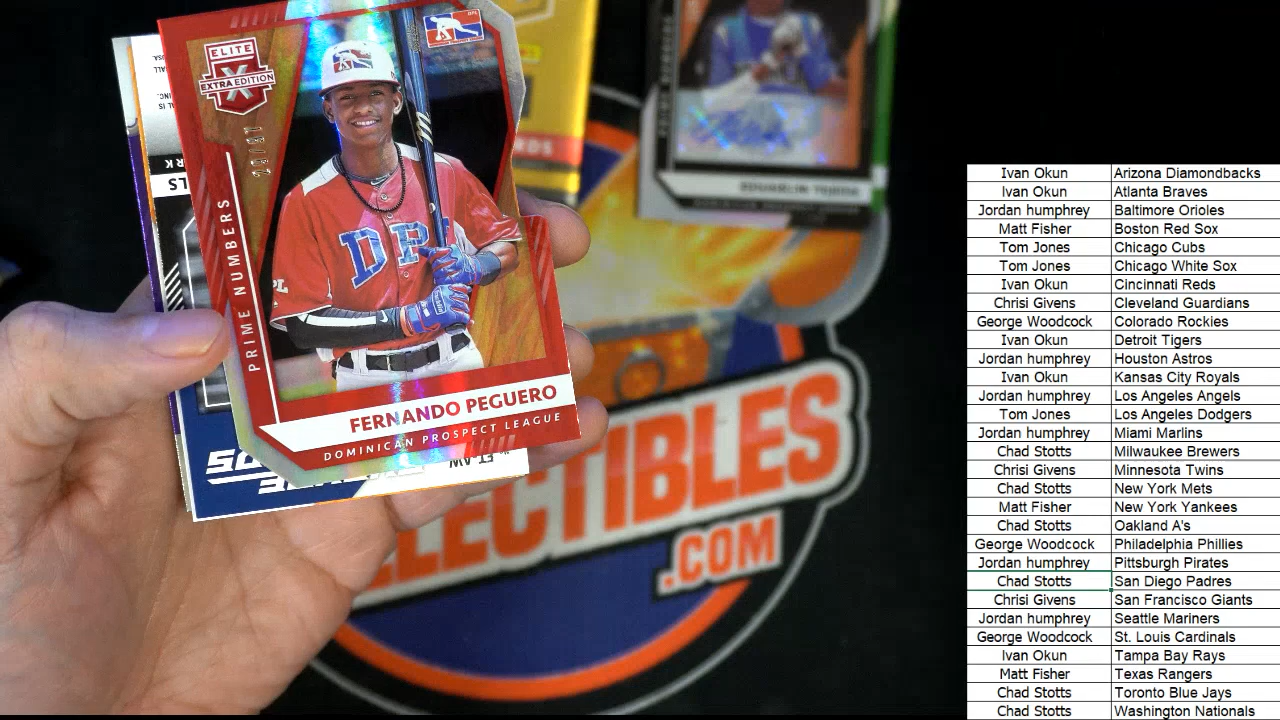 ELITE
EXTRA EDITION
X
23/87
DPL
PRIME NUMBERS
FERNANDO PEGUERO
DOMINICAN PROSPECT LEAGUE
LECTIBLES
.COM
Ivan Okun Arizona Diamondbacks
Ivan Okun Atlanta Braves
Jordan humphrey Baltimore Orioles
Matt Fisher Boston Red Sox
Tom Jones Chicago Cubs
Tom Jones Chicago White Sox
Ivan Okun Cincinnati Reds
Chrisi Givens Cleveland Guardians
George Woodcock Colorado Rockies
Ivan Okun Detroit Tigers
Jordan humphrey Houston Astros
Ivan Okun Kansas City Royals
Jordan humphrey Los Angeles Angels
Tom Jones Los Angeles Dodgers
Jordan humphrey Miami Marlins
Chad Stotts Milwaukee Brewers
Chrisi Givens Minnesota Twins
Chad Stotts New York Mets
Matt Fisher New York Yankees
Chad Stotts Oakland A's
George Woodcock Philadelphia Phillies
Jordan humphrey Pittsburgh Pirates
Chad Stotts San Diego Padres
Chrisi Givens San Francisco Giants
Jordan humphrey Seattle Mariners
George Woodcock St. Louis Cardinals
Ivan Okun Tampa Bay Rays
Matt Fisher Texas Rangers
Chad Stotts Toronto Blue Jays
Chad Stotts Washington Nationals